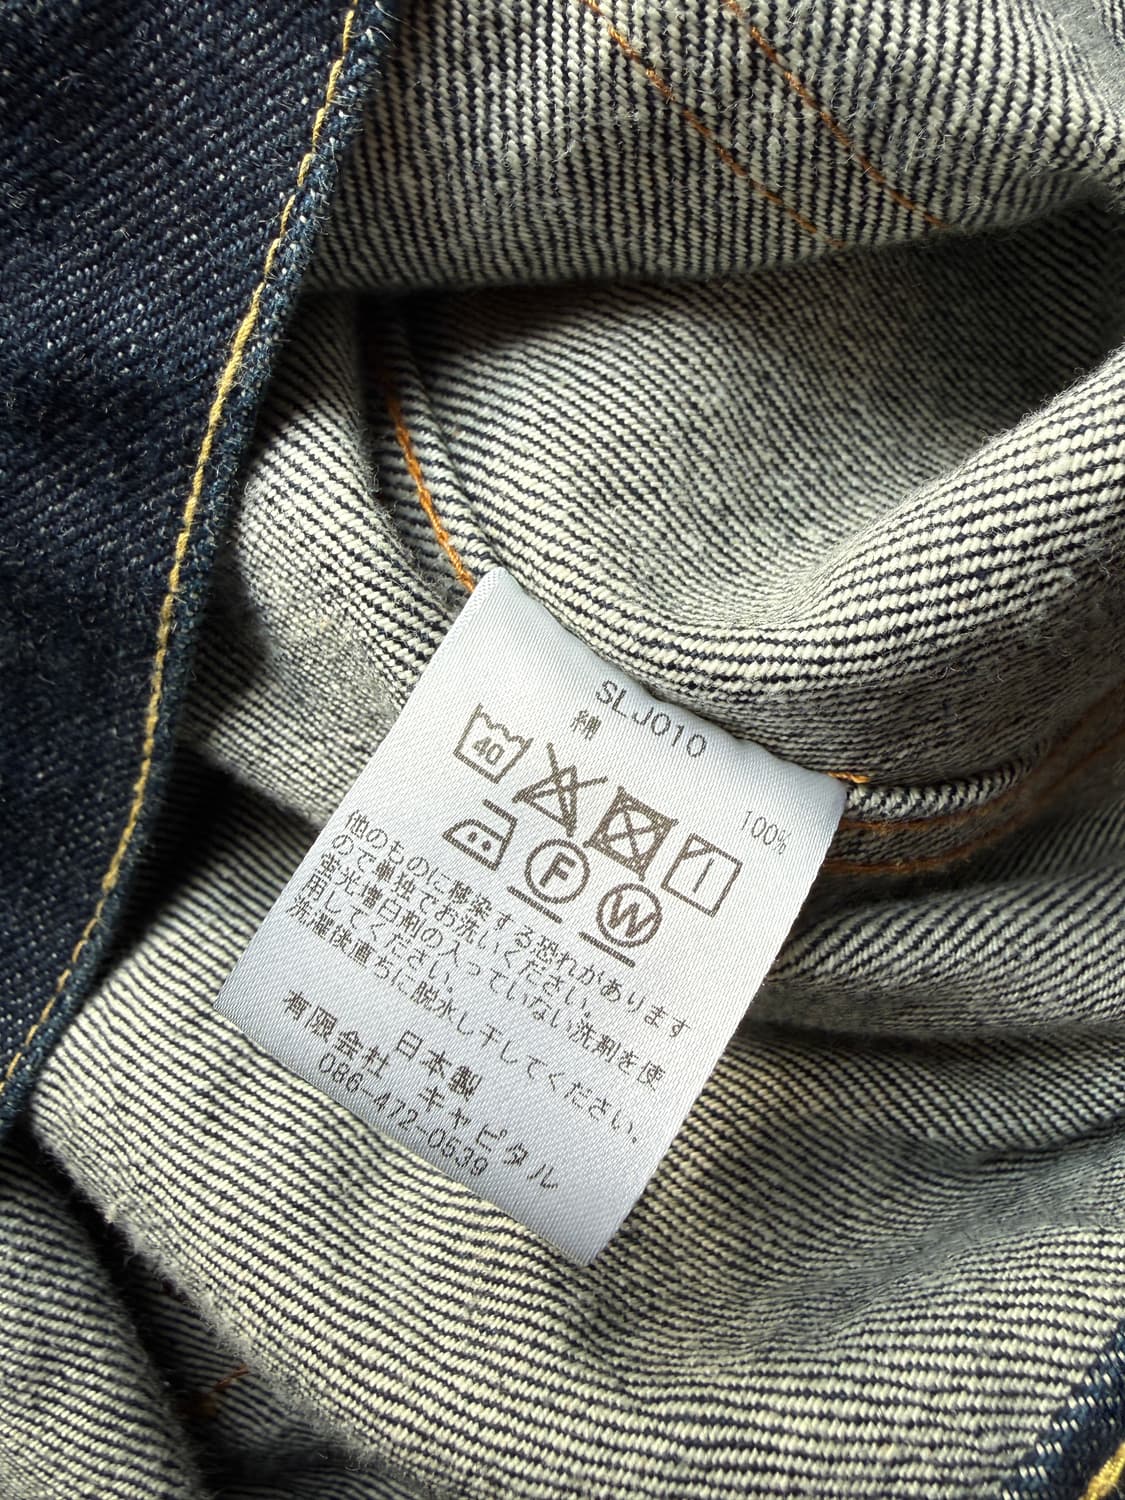 SLJ010
綿 100%
40
F W
他のものに移染する恐れがあります
ので単独でお洗いください。
蛍光増白剤の入っていない洗剤を使
用してください。
洗濯後直ちに脱水し干してください。
日本製
有限会社 キャピタル
086-472-0539